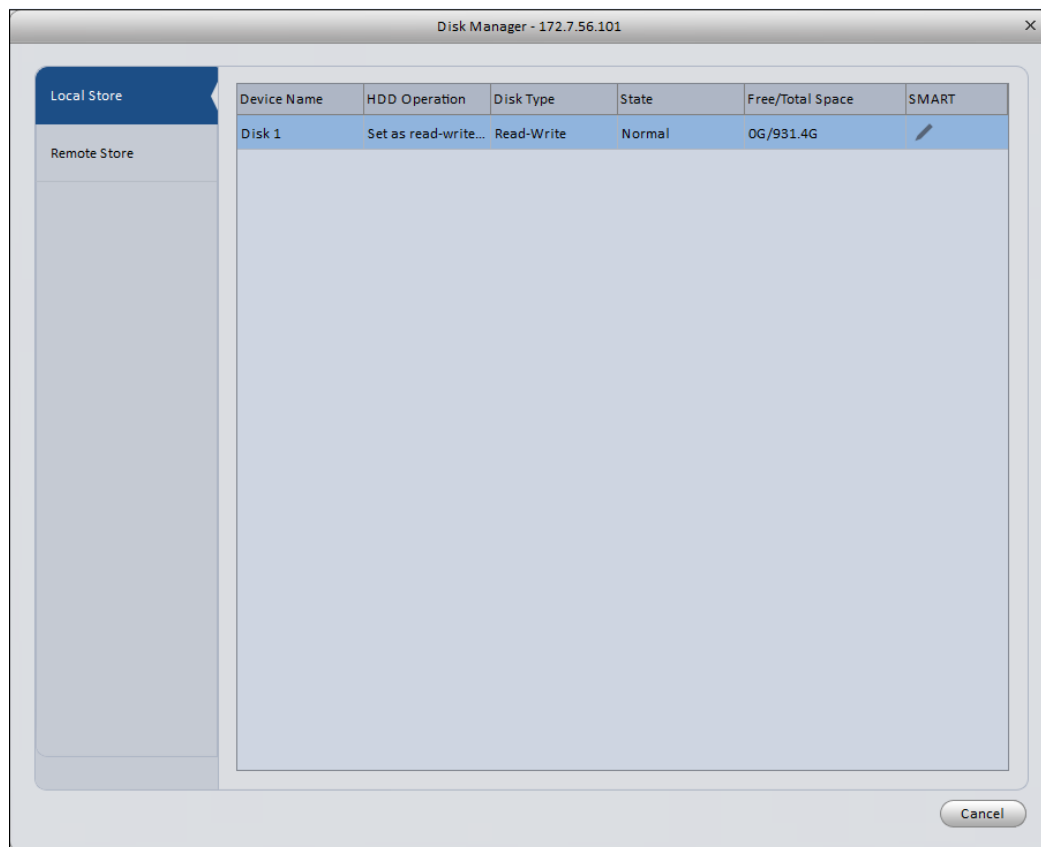 Disk Manager - 172.7.56.101
Local Store
Remote Store
Device Name HDD Operation Disk Type State Free/Total Space SMART
Disk 1 Set as read-write... Read-Write Normal 0G/931.4G
Cancel